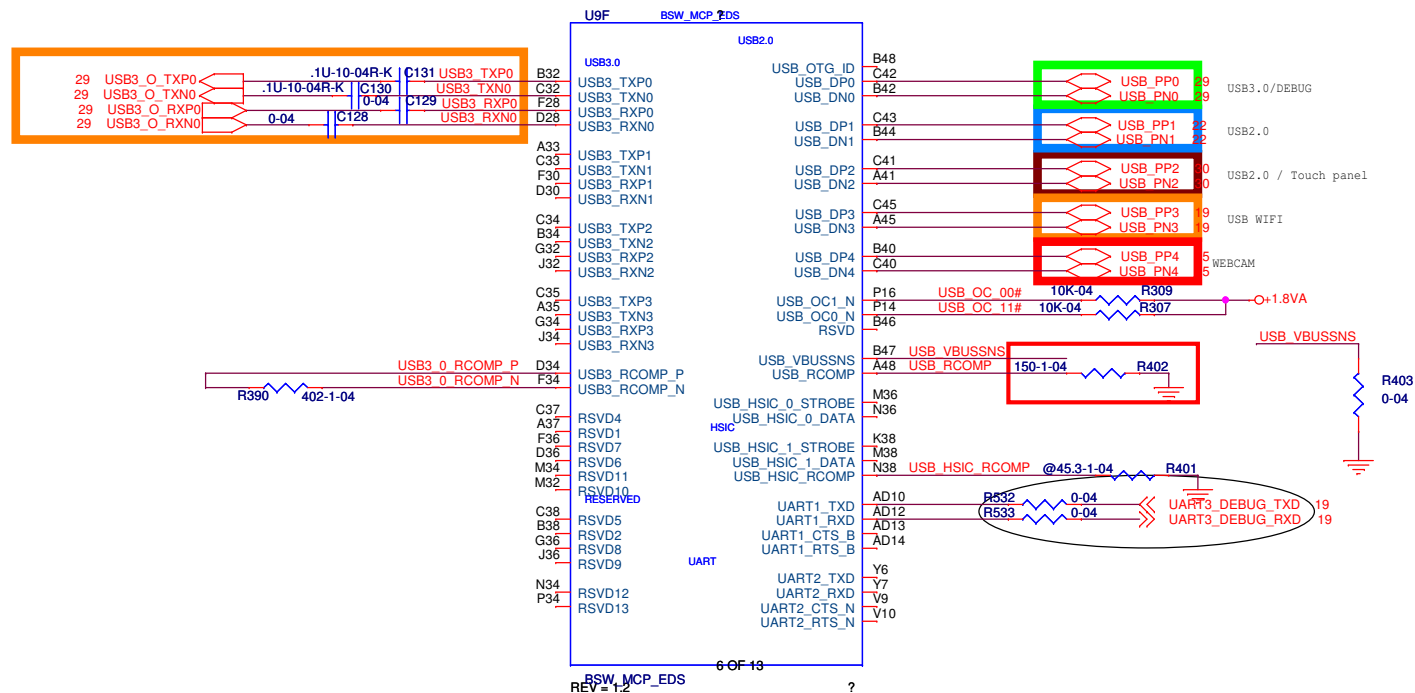 U9F
BSW_MCP_EDS
?
USB3.0
USB2.0
29 USB3_O_TXP0 .1U-10-04R-K C131 USB3_TXP0 B32 USB3_TXP0
29 USB3_O_TXN0 .1U-10-04R-K C130 USB3_TXN0 C32 USB3_TXN0
29 USB3_O_RXP0 0-04 C129 USB3_RXP0 F28 USB3_RXP0
29 USB3_O_RXN0 0-04 C128 USB3_RXN0 D28 USB3_RXN0
A33 USB3_TXP1
C33 USB3_TXN1
F30 USB3_RXP1
D30 USB3_RXN1
C34 USB3_TXP2
B34 USB3_TXN2
G32 USB3_RXP2
J32 USB3_RXN2
C35 USB3_TXP3
A35 USB3_TXN3
G34 USB3_RXP3
J34 USB3_RXN3
USB3_0_RCOMP_P D34 USB3_RCOMP_P
USB3_0_RCOMP_N F34 USB3_RCOMP_N
R390 402-1-04
C37 RSVD4
A37 RSVD1
F36 RSVD7
D36 RSVD6
M34 RSVD11
M32 RSVD10
RESERVED
C38 RSVD5
B38 RSVD2
G36 RSVD8
J36 RSVD9
N34 RSVD12
P34 RSVD13
USB_OTG_ID B48
USB_DP0 C42 USB_PP0 29
USB_DN0 B42 USB_PN0 29
USB3.0/DEBUG
USB_DP1 C43 USB_PP1 22
USB_DN1 B44 USB_PN1 22
USB2.0
USB_DP2 C41 USB_PP2 30
USB_DN2 A41 USB_PN2 30
USB2.0 / Touch panel
USB_DP3 C45 USB_PP3 19
USB_DN3 A45 USB_PN3 19
USB WIFI
USB_DP4 B40 USB_PP4 5
USB_DN4 C40 USB_PN4 5
WEBCAM
USB_OC1_N P16 USB_OC_00# 10K-04 R309 +1.8VA
USB_OC0_N P14 USB_OC_11# 10K-04 R307
RSVD B46
USB_VBUSSNS B47 USB_VBUSSNS
USB_RCOMP A48 USB_RCOMP 150-1-04 R402
USB_VBUSSNS
R403
0-04
USB_HSIC_0_STROBE M36
USB_HSIC_0_DATA N36
HSIC
USB_HSIC_1_STROBE K38
USB_HSIC_1_DATA M38
USB_HSIC_RCOMP N38 USB_HSIC_RCOMP @45.3-1-04 R401
UART1_TXD AD10 R532 0-04 UART3_DEBUG_TXD 19
UART1_RXD AD12 R533 0-04 UART3_DEBUG_RXD 19
UART1_CTS_B AD13
UART1_RTS_B AD14
UART
UART2_TXD Y6
UART2_RXD Y7
UART2_CTS_N V9
UART2_RTS_N V10
6 OF 13
BSW_MCP_EDS
REV = 1.2
?